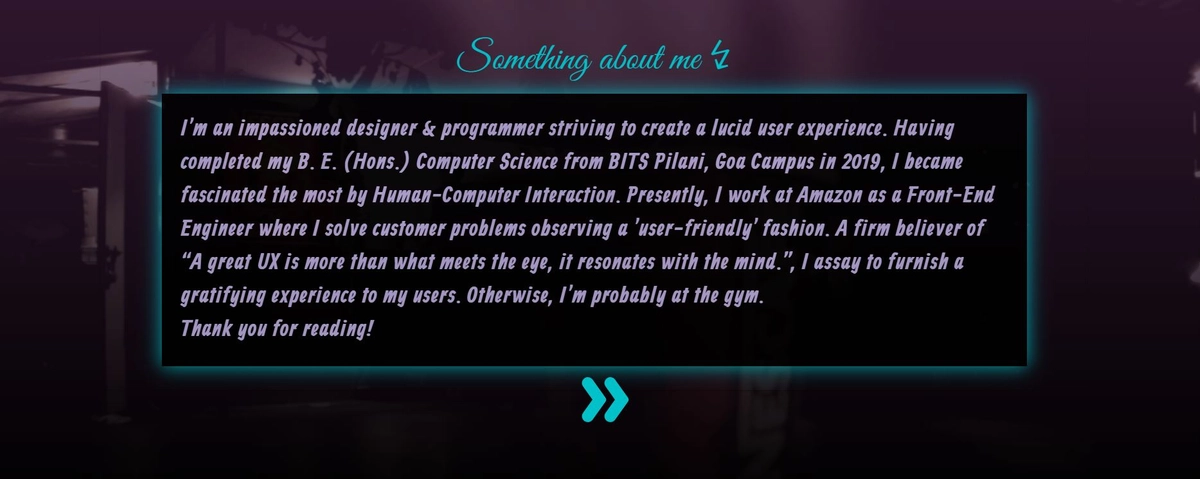 Something about me
I'm an impassioned designer & programmer striving to create a lucid user experience. Having
completed my B. E. (Hons.) Computer Science from BITS Pilani, Goa Campus in 2019, I became
fascinated the most by Human-Computer Interaction. Presently, I work at Amazon as a Front-End
Engineer where I solve customer problems observing a 'user-friendly' fashion. A firm believer of
“A great UX is more than what meets the eye, it resonates with the mind.”, I assay to furnish a
gratifying experience to my users. Otherwise, I'm probably at the gym.
Thank you for reading!